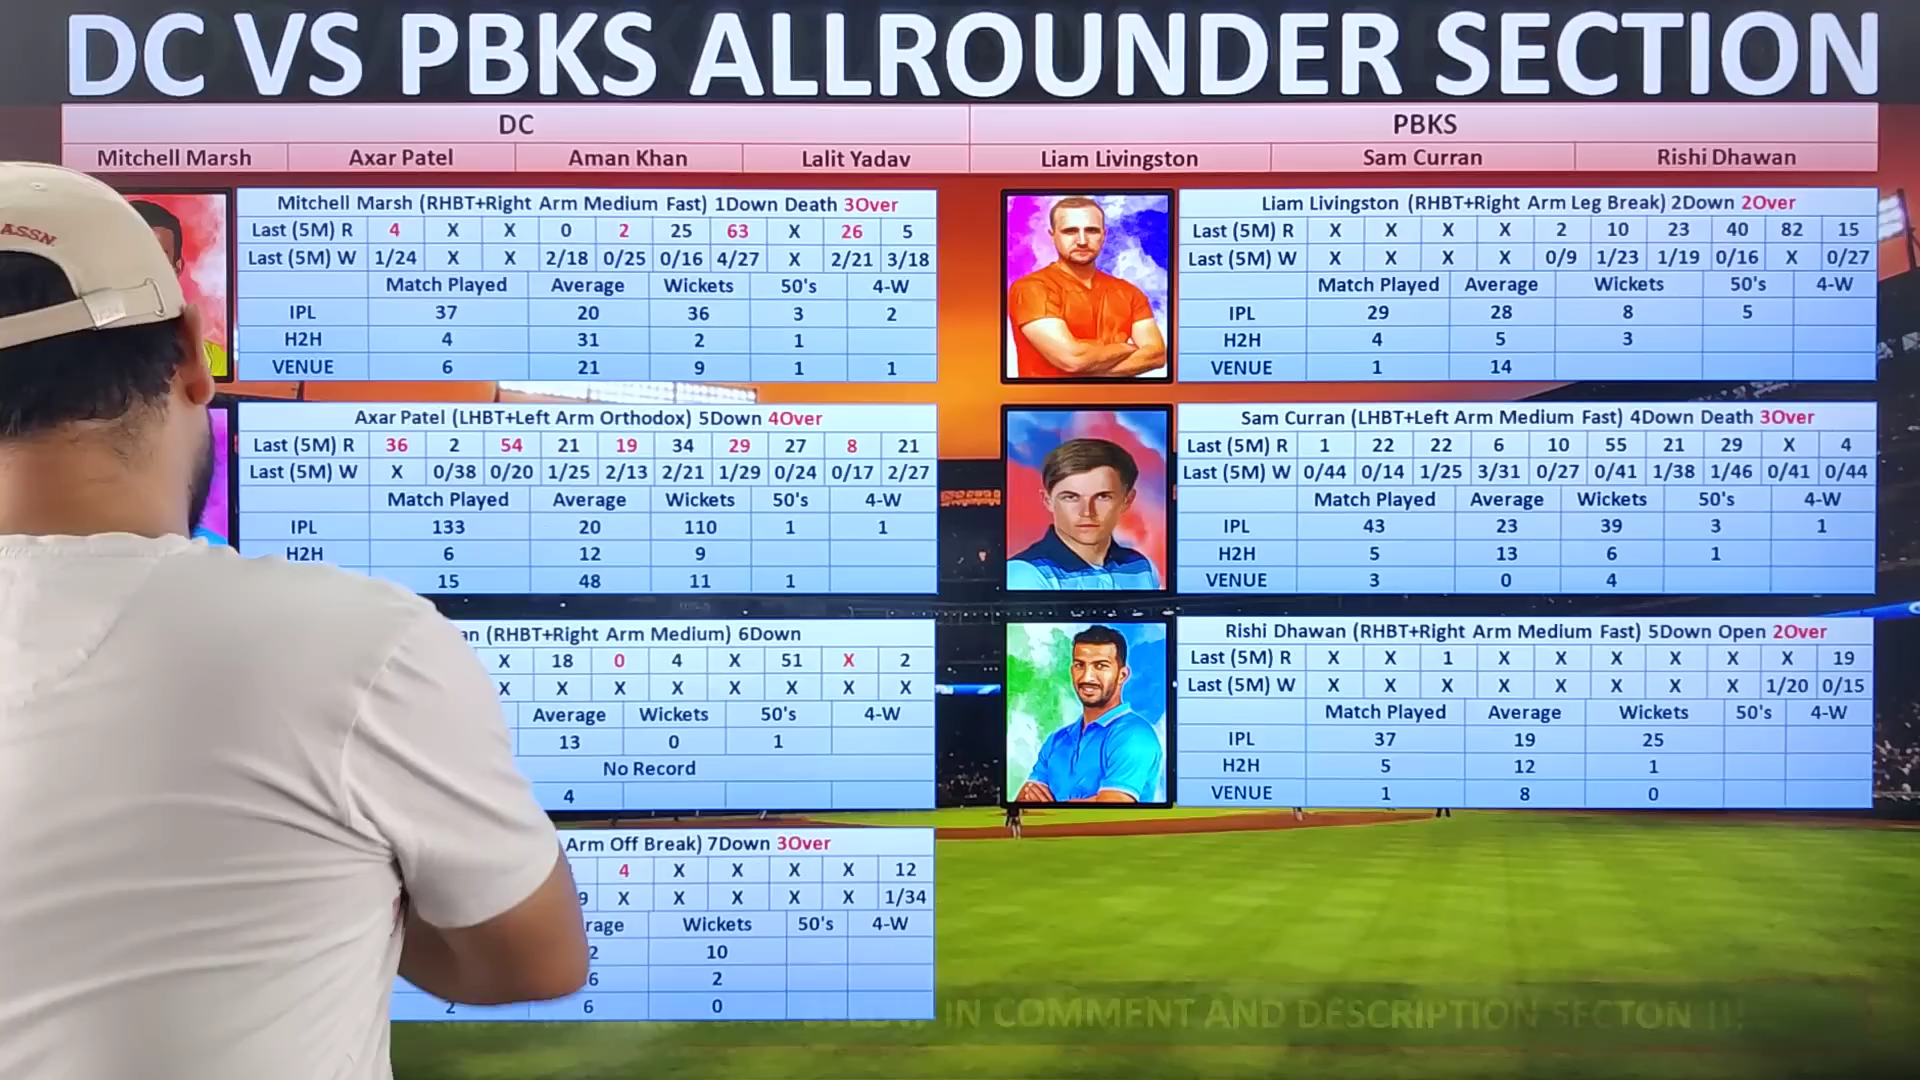 DC VS PBKS ALLROUNDER SECTION
DC PBKS
Mitchell Marsh Axar Patel Aman Khan Lalit Yadav Liam Livingston Sam Curran Rishi Dhawan
ASSN.
Mitchell Marsh (RHBT+Right Arm Medium Fast) 1Down Death 3Over
Last (5M) R 4 X X 0 2 25 63 X 26 5
Last (5M) W 1/24 X X 2/18 0/25 0/16 4/27 X 2/21 3/18
Match Played Average Wickets 50's 4-W
IPL 37 20 36 3 2
H2H 4 31 2 1
VENUE 6 21 9 1 1
Axar Patel (LHBT+Left Arm Orthodox) 5Down 4Over
Last (5M) R 36 2 54 21 19 34 29 27 8 21
Last (5M) W X 0/38 0/20 1/25 2/13 2/21 1/29 0/24 0/17 2/27
Match Played Average Wickets 50's 4-W
IPL 133 20 110 1 1
H2H 6 12 9
15 48 11 1
(RHBT+Right Arm Medium) 6Down
X 18 0 4 X 51 X 2
X X X X X X X X
Average Wickets 50's 4-W
13 0 1
No Record
4
Arm Off Break) 7Down 3Over
4 X X X X 12
X X X X X 1/34
Wickets 50's 4-W
10
2
2 6 0
Liam Livingston (RHBT+Right Arm Leg Break) 2Down 2Over
Last (5M) R X X X X 2 10 23 40 82 15
Last (5M) W X X X X 0/9 1/23 1/19 0/16 X 0/27
Match Played Average Wickets 50's 4-W
IPL 29 28 8 5
H2H 4 5 3
VENUE 1 14
Sam Curran (LHBT+Left Arm Medium Fast) 4Down Death 3Over
Last (5M) R 1 22 22 6 10 55 21 29 X 4
Last (5M) W 0/44 0/14 1/25 3/31 0/27 0/41 1/38 1/46 0/41 0/44
Match Played Average Wickets 50's 4-W
IPL 43 23 39 3 1
H2H 5 13 6 1
VENUE 3 0 4
Rishi Dhawan (RHBT+Right Arm Medium Fast) 5Down Open 2Over
Last (5M) R X X 1 X X X X X X 19
Last (5M) W X X X X X X X X 1/20 0/15
Match Played Average Wickets 50's 4-W
IPL 37 19 25
H2H 5 12 1
VENUE 1 8 0
IN COMMENT AND DESCRIPTION SECTON !!!